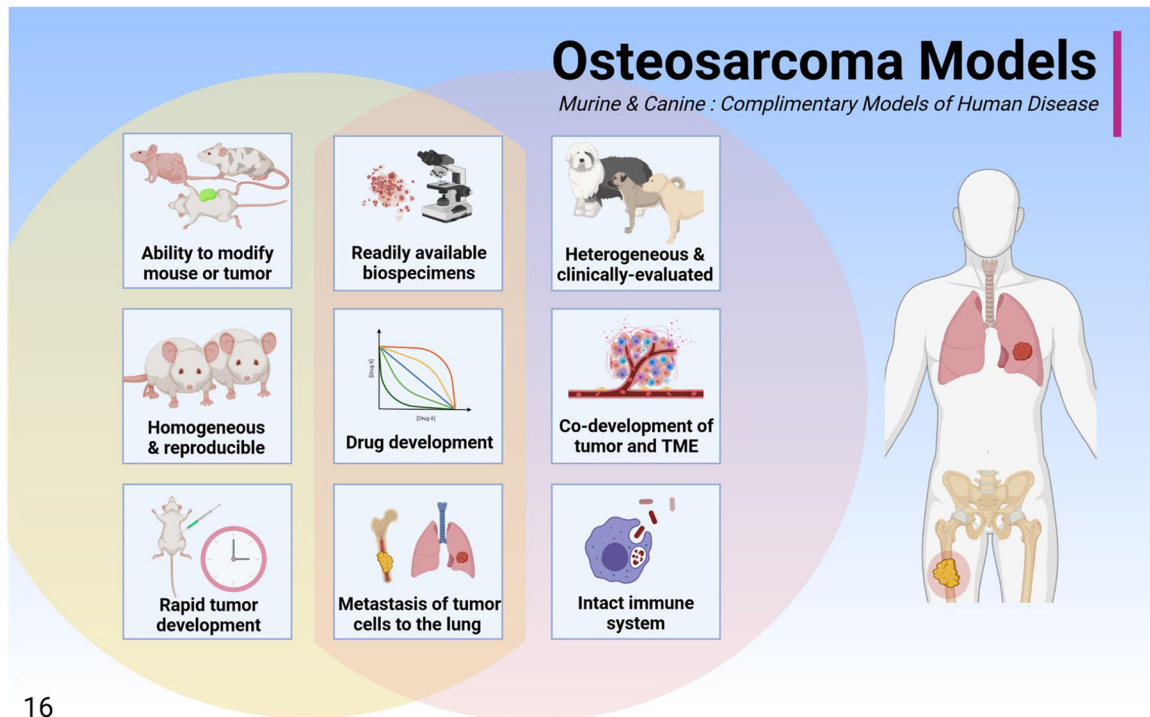 Osteosarcoma Models
Murine & Canine : Complimentary Models of Human Disease
Ability to modify
mouse or tumor
Readily available
biospecimens
Heterogeneous &
clinically-evaluated
Homogeneous
& reproducible
[Drug X]
[Drug A]
Drug development
Co-development of
tumor and TME
Rapid tumor
development
Metastasis of tumor
cells to the lung
Intact immune
system
16